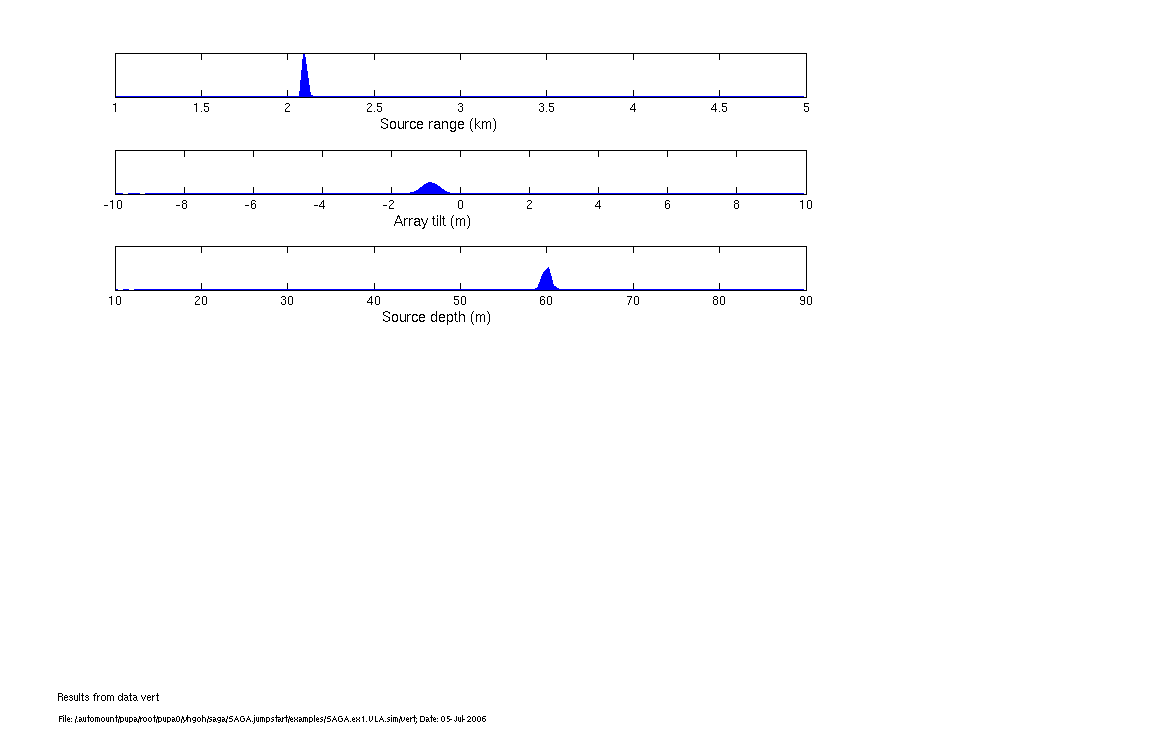 1 1.5 2 2.5 3 3.5 4 4.5 5
Source range (km)
-10 -8 -6 -4 -2 0 2 4 6 8 10
Array tilt (m)
10 20 30 40 50 60 70 80 90
Source depth (m)
Results from data vert
File: /.automount/pupa/root/pupa0/vhgoh/saga/SAGA.jumpstart/examples/SAGA.ex1.VLA.sim/vert; Date: 05-Jul-2006